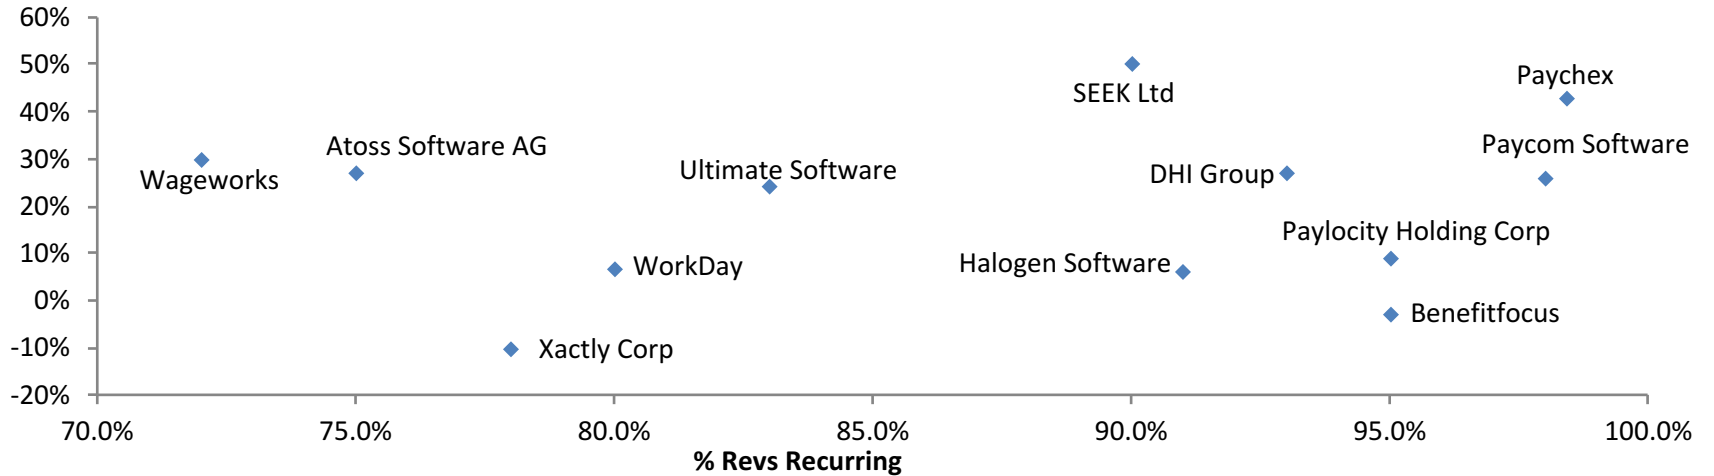 60%
50%
40%
30%
20%
10%
0%
-10%
-20%
Paychex
SEEK Ltd
Atoss Software AG
Paycom Software
Wageworks
Ultimate Software
DHI Group
Paylocity Holding Corp
WorkDay
Halogen Software
Benefitfocus
Xactly Corp
70.0% 75.0% 80.0% 85.0% 90.0% 95.0% 100.0%
% Revs Recurring